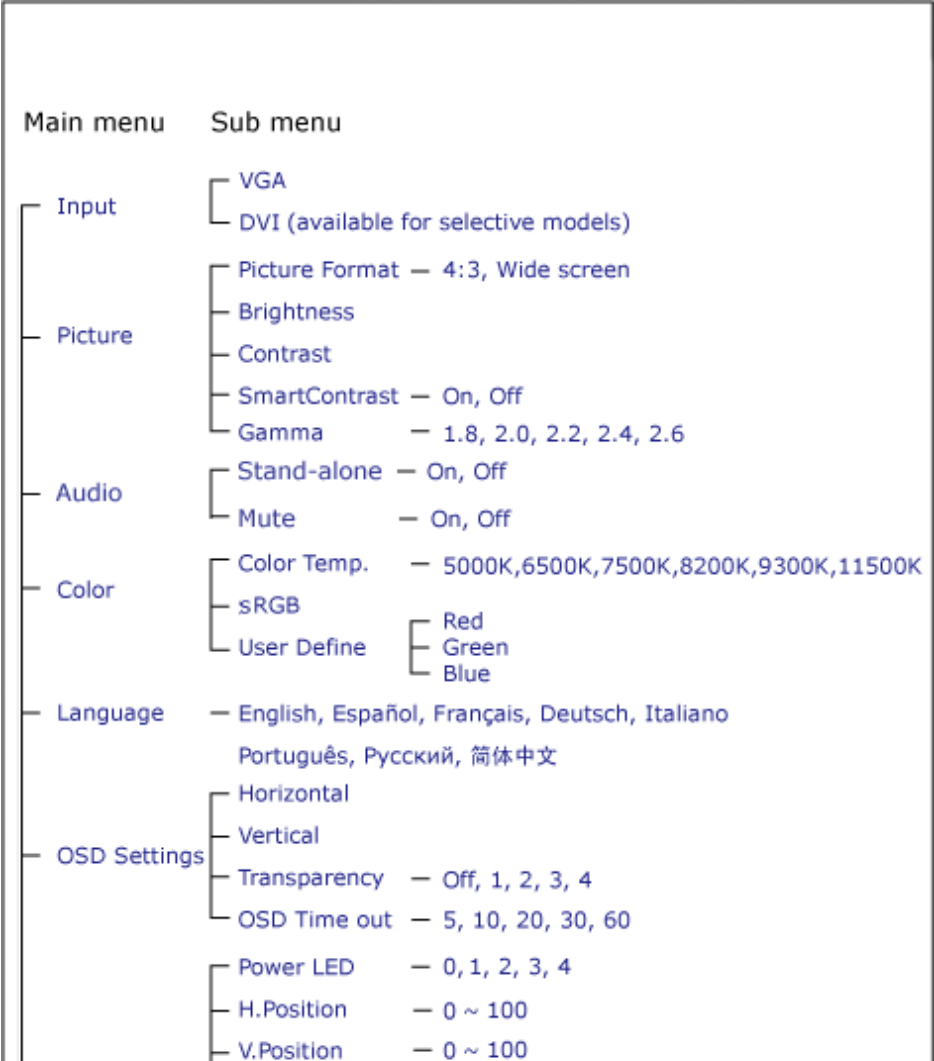 Main menu Sub menu
VGA
Input
DVI (available for selective models)
Picture Format 4:3, Wide screen
Brightness
Picture
Contrast
SmartContrast On, Off
Gamma 1.8, 2.0, 2.2, 2.4, 2.6
Stand-alone On, Off
Audio
Mute On, Off
Color Temp. 5000K,6500K,7500K,8200K,9300K,11500K
Color
sRGB
Red
User Define Green
Blue
Language English, Español, Français, Deutsch, Italiano
Português, Русский, 简体中文
Horizontal
Vertical
OSD Settings
Transparency Off, 1, 2, 3, 4
OSD Time out 5, 10, 20, 30, 60
Power LED 0, 1, 2, 3, 4
H.Position 0 ~ 100
V.Position 0 ~ 100